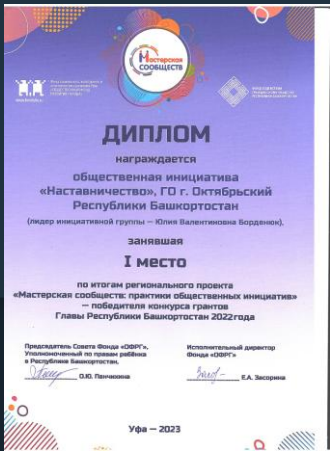 Мастерская
СООБЩЕСТВ
ДИПЛОМ
награждается
общественная инициатива
«Наставничество», ГО г. Октябрьский
Республики Башкортостан
(лидер инициативной группы — Юлия Валентиновна Борденюк),
занявшая
I место
по итогам регионального проекта
«Мастерская сообществ: практики общественных инициатив»
— победителя конкурса грантов
Главы Республики Башкортостан 2022 года
Председатель Совета Фонда «ОФРГ»,
Уполномоченный по правам ребёнка
в Республике Башкортостан,
О.Ю. Панчихина
Исполнительный директор
Фонда «ОФРГ»
Е.А. Засорина
Уфа — 2023